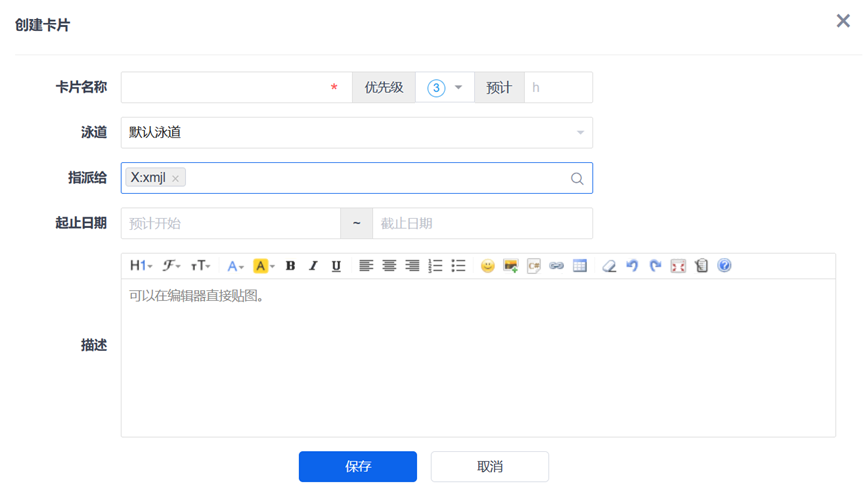 创建卡片
卡片名称 * 优先级 3 预计 h
泳道 默认泳道
指派给 X:xmjl ×
起止日期 预计开始 ~ 截止日期
H1 ℱ тT A A B I U C#
可以在编辑器直接贴图。
描述
保存 取消